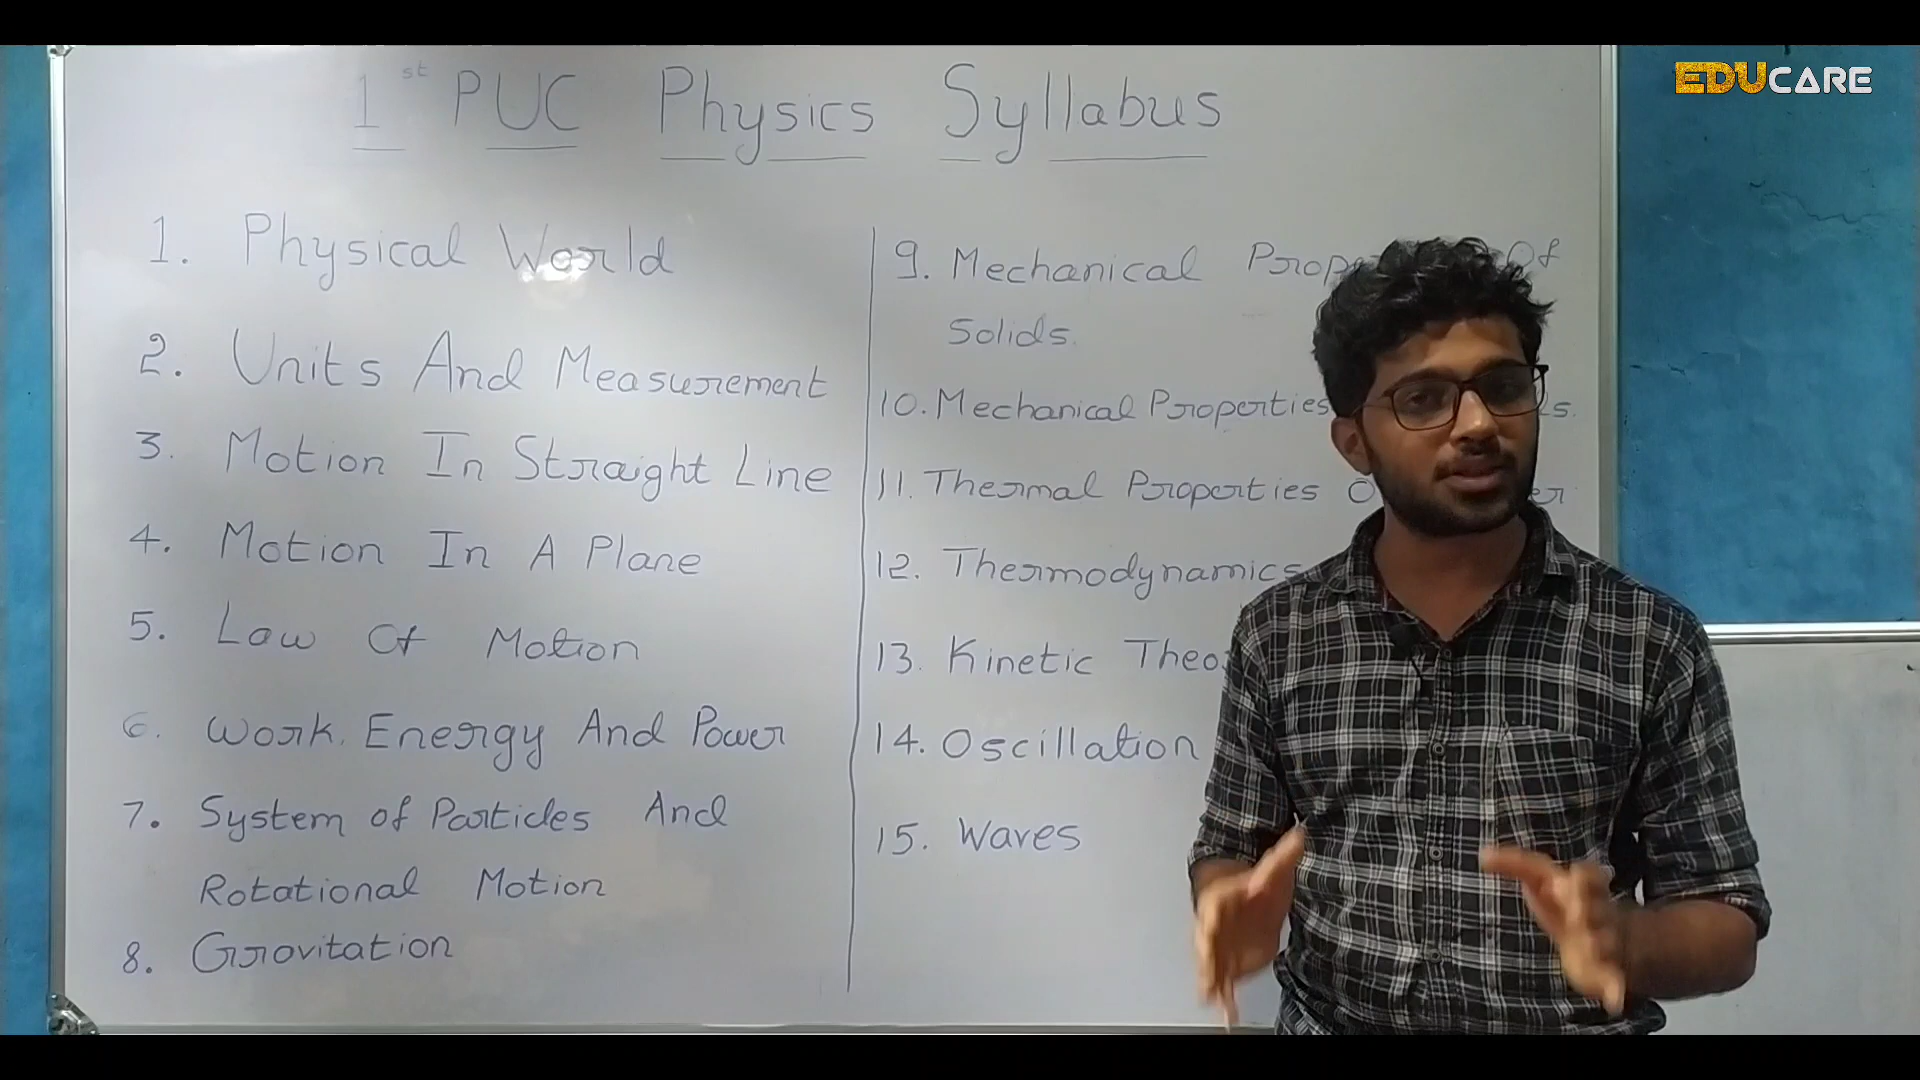 EDUCARE
1st PUC Physics Syllabus
1. Physical World
2. Units And Measurement
3. Motion In Straight Line
4. Motion In A Plane
5. Law Of Motion
6. Work, Energy And Power
7. System of Particles And
Rotational Motion
8. Gravitation
9. Mechanical Of
Solids.
10. Mechanical Properties
11. Thermal Properties
12. Thermodynamics
13. Kinetic
14. Oscillation
15. Waves